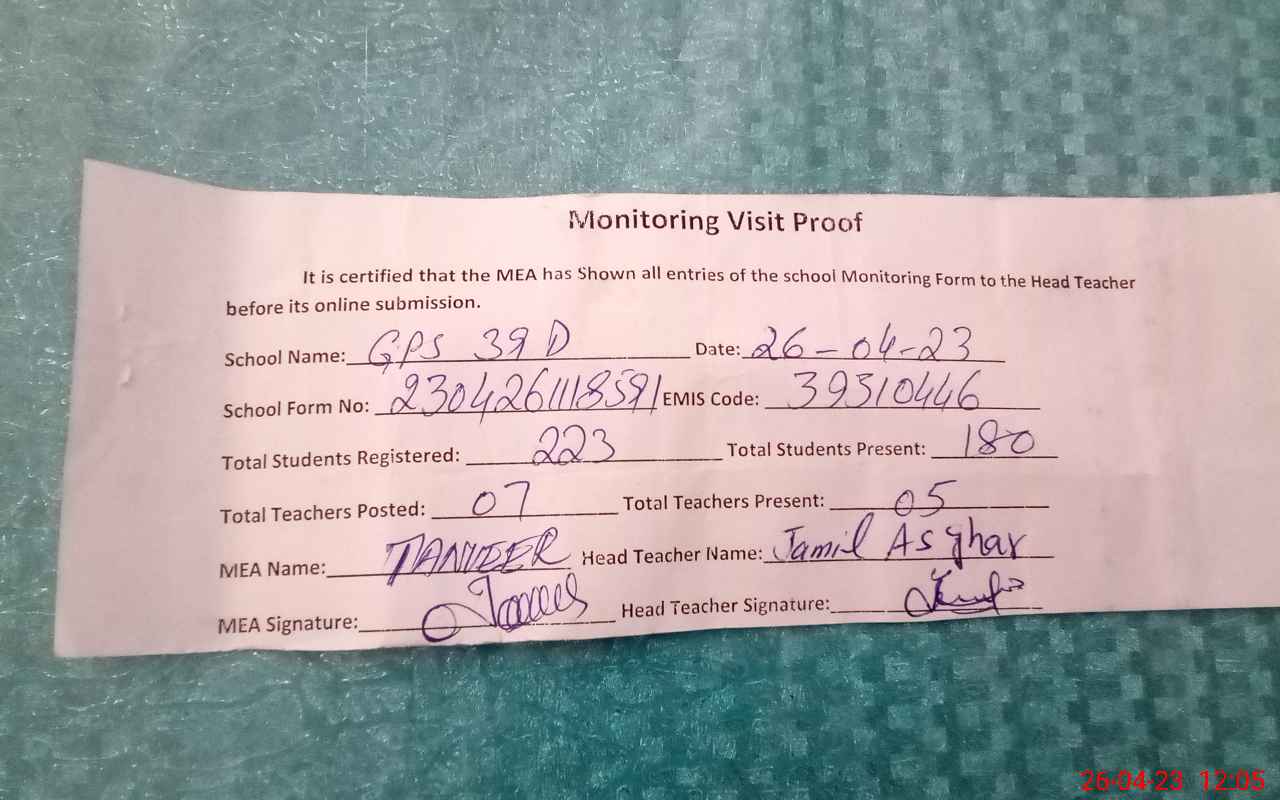 Monitoring Visit Proof
It is certified that the MEA has Shown all entries of the school Monitoring Form to the Head Teacher
before its online submission.
School Name: GPS 39 D Date: 26-04-23
School Form No: 2304261118591 EMIS Code: 39310446
Total Students Registered: 223 Total Students Present: 180
Total Teachers Posted: 07 Total Teachers Present: 05
MEA Name: TANVEER Head Teacher Name: Jamil Asghar
MEA Signature: Head Teacher Signature:
26-04-23 12:05